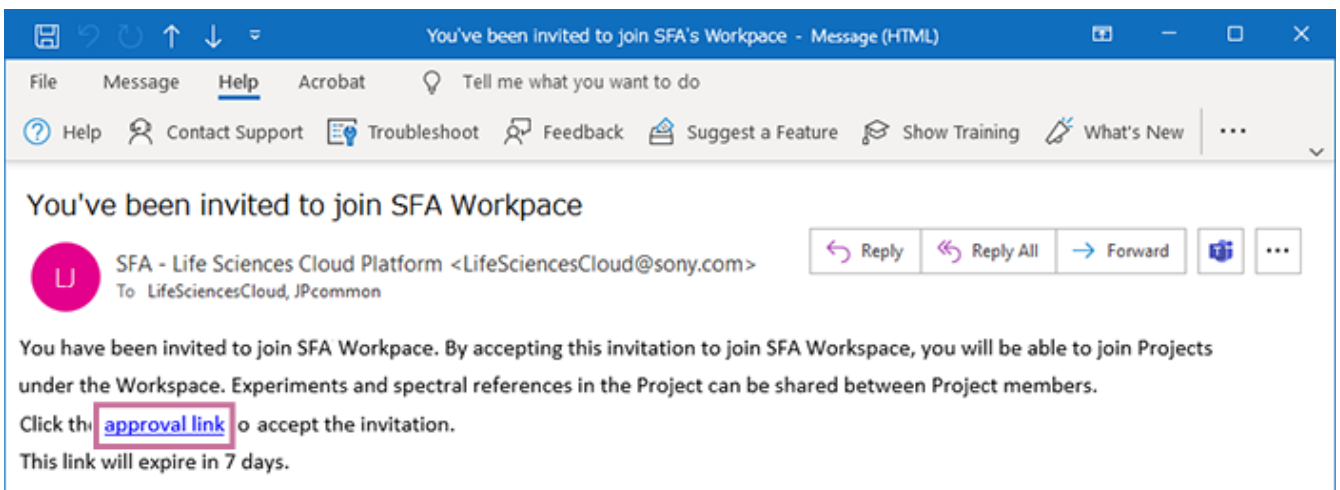 You've been invited to join SFA's Workpace - Message (HTML)
File Message Help Acrobat Tell me what you want to do
? Help Contact Support Troubleshoot Feedback Suggest a Feature Show Training What's New ...
You've been invited to join SFA Workpace
LJ
SFA - Life Sciences Cloud Platform <LifeSciencesCloud@sony.com>
To LifeSciencesCloud, JPcommon
Reply Reply All Forward ...
You have been invited to join SFA Workpace. By accepting this invitation to join SFA Workspace, you will be able to join Projects
under the Workspace. Experiments and spectral references in the Project can be shared between Project members.
Click th approval link o accept the invitation.
This link will expire in 7 days.